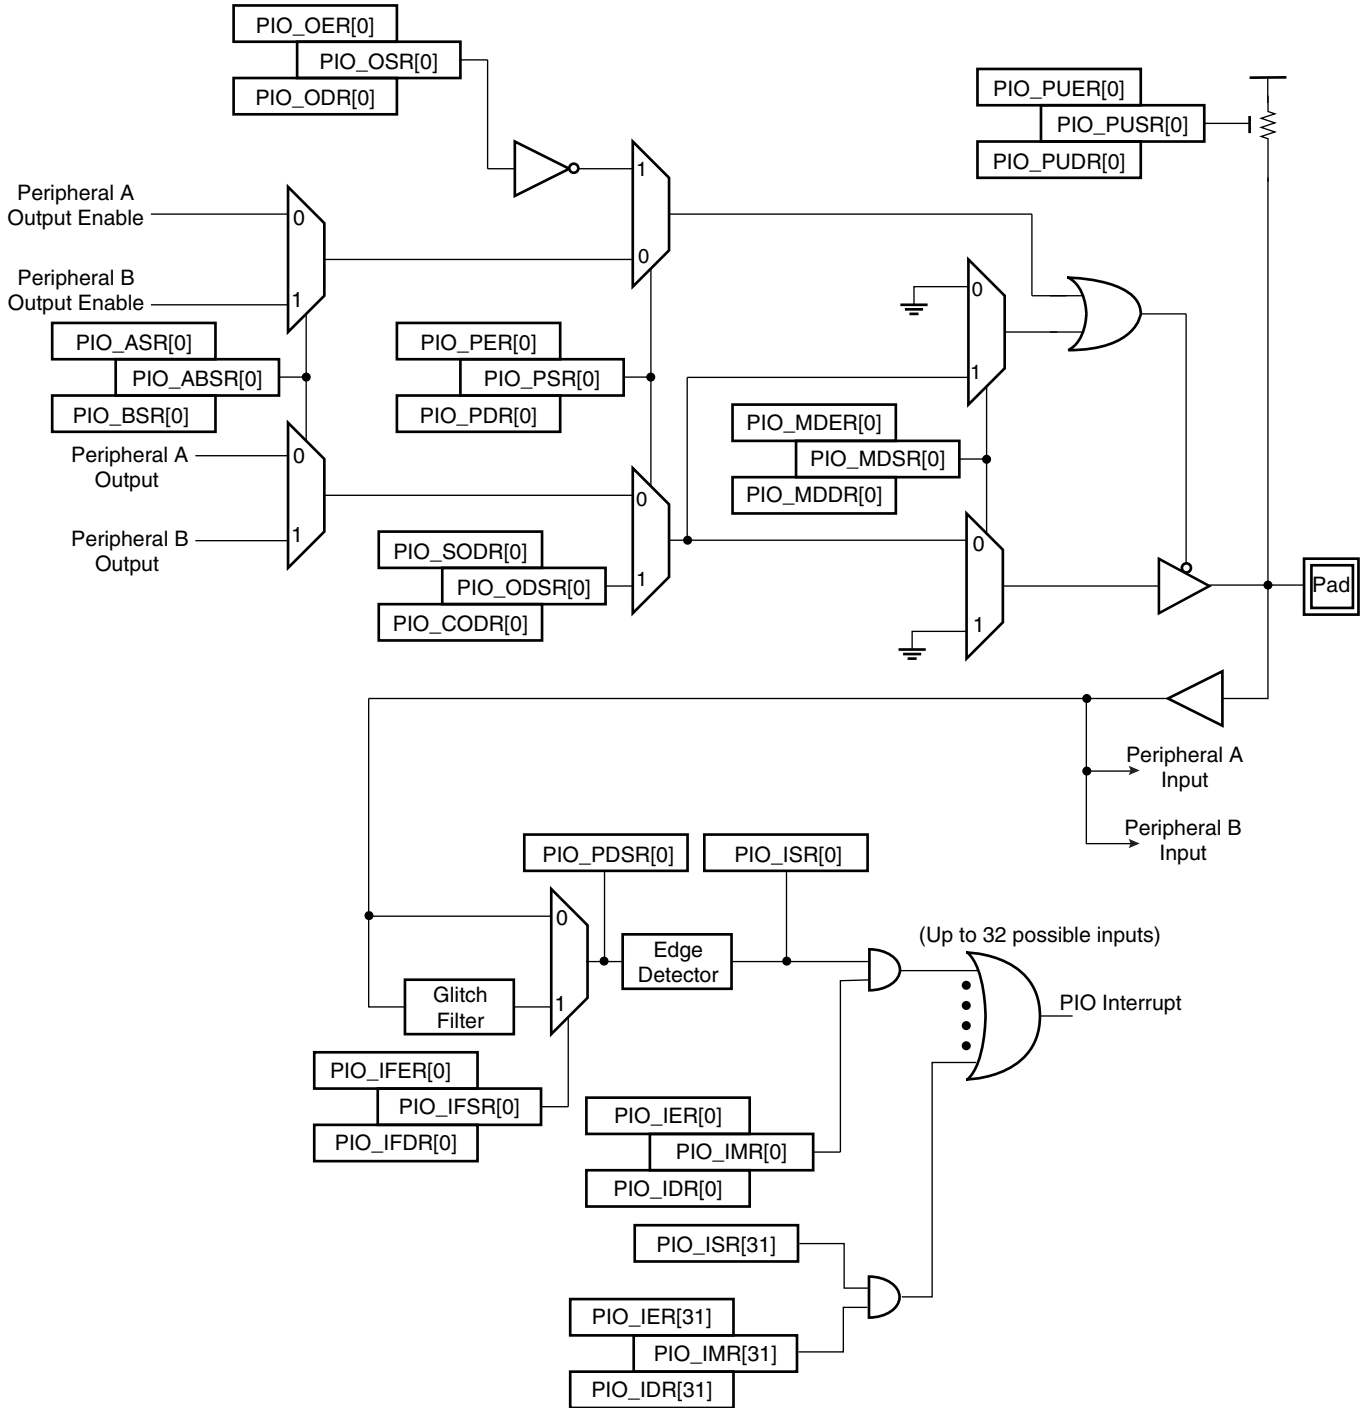 PIO_OER[0]
PIO_OSR[0]
PIO_ODR[0]
PIO_PUER[0]
PIO_PUSR[0]
PIO_PUDR[0]
1
0
Peripheral A
Output Enable
0
Peripheral B
Output Enable
1
PIO_ASR[0]
PIO_ABSR[0]
PIO_BSR[0]
PIO_PER[0]
PIO_PSR[0]
PIO_PDR[0]
0
1
PIO_MDER[0]
PIO_MDSR[0]
PIO_MDDR[0]
Peripheral A
Output
0
Peripheral B
Output
1
0
1
PIO_SODR[0]
PIO_ODSR[0]
PIO_CODR[0]
0
1
Pad
Peripheral A
Input
Peripheral B
Input
PIO_PDSR[0]
PIO_ISR[0]
0
1
Glitch
Filter
Edge
Detector
(Up to 32 possible inputs)
PIO Interrupt
PIO_IFER[0]
PIO_IFSR[0]
PIO_IFDR[0]
PIO_IER[0]
PIO_IMR[0]
PIO_IDR[0]
PIO_ISR[31]
PIO_IER[31]
PIO_IMR[31]
PIO_IDR[31]